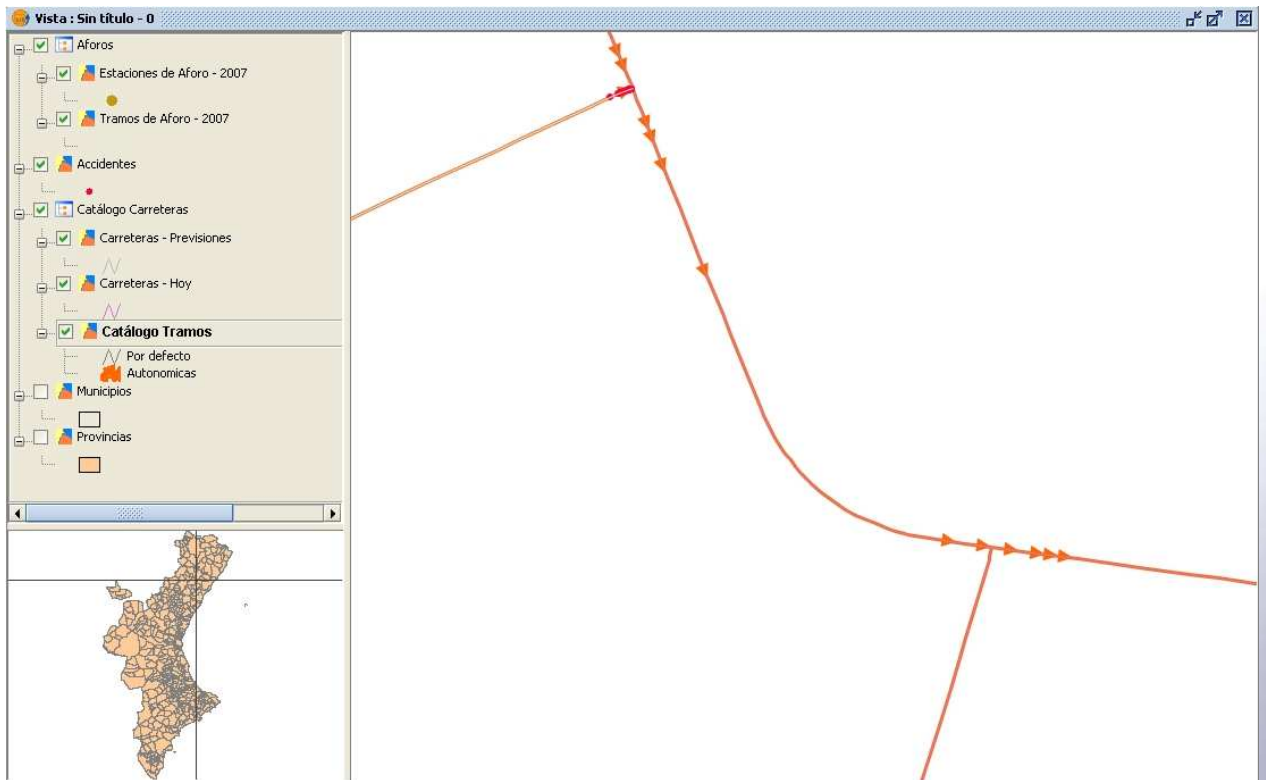 Vista : Sin título - 0
Aforos
Estaciones de Aforo - 2007
Tramos de Aforo - 2007
Accidentes
Catálogo Carreteras
Carreteras - Previsiones
Carreteras - Hoy
Catálogo Tramos
Por defecto
Autonomicas
Municipios
Provincias